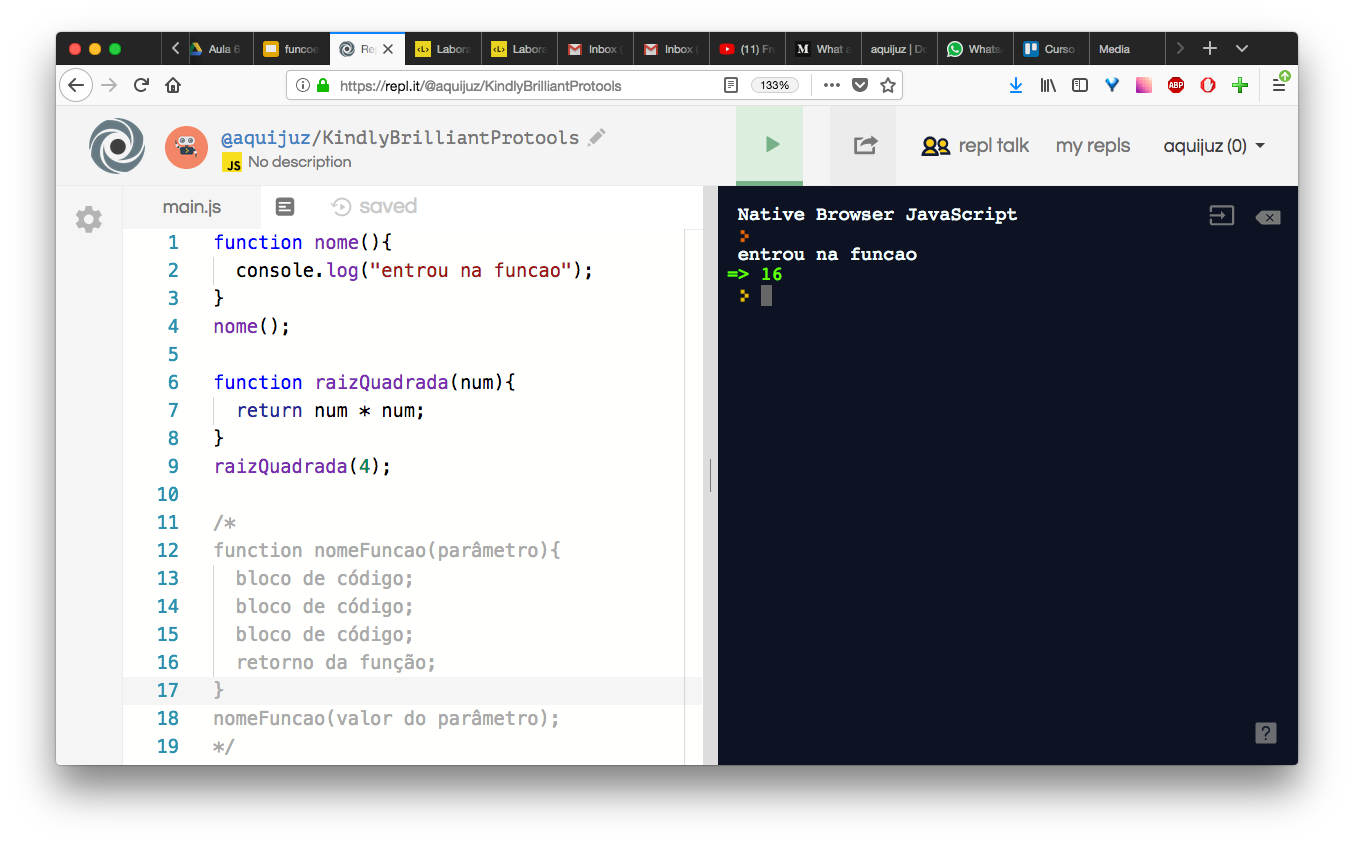 Aula 6 funcoe Re Labora Labora Inbox ( Inbox ( (11) Fr What a aquijuz | Do Whats Curso Media
https://repl.it/@aquijuz/KindlyBrilliantProtools 133% ABP
@aquijuz/KindlyBrilliantProtools
JS No description
repl talk my repls aquijuz (0)
main.js saved
1 function nome(){
2 console.log("entrou na funcao");
3 }
4 nome();
5
6 function raizQuadrada(num){
7 return num * num;
8 }
9 raizQuadrada(4);
10
11 /*
12 function nomeFuncao(parâmetro){
13 bloco de código;
14 bloco de código;
15 bloco de código;
16 retorno da função;
17 }
18 nomeFuncao(valor do parâmetro);
19 */
Native Browser JavaScript
entrou na funcao
=> 16
?